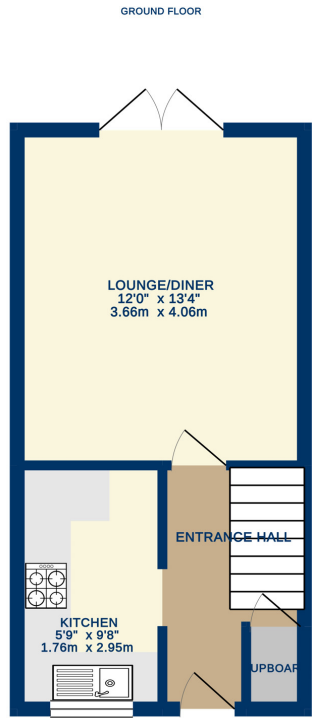 GROUND FLOOR
LOUNGE/DINER
12'0" x 13'4"
3.66m x 4.06m
ENTRANCE HALL
KITCHEN
5'9" x 9'8"
1.76m x 2.95m
UPBOAR